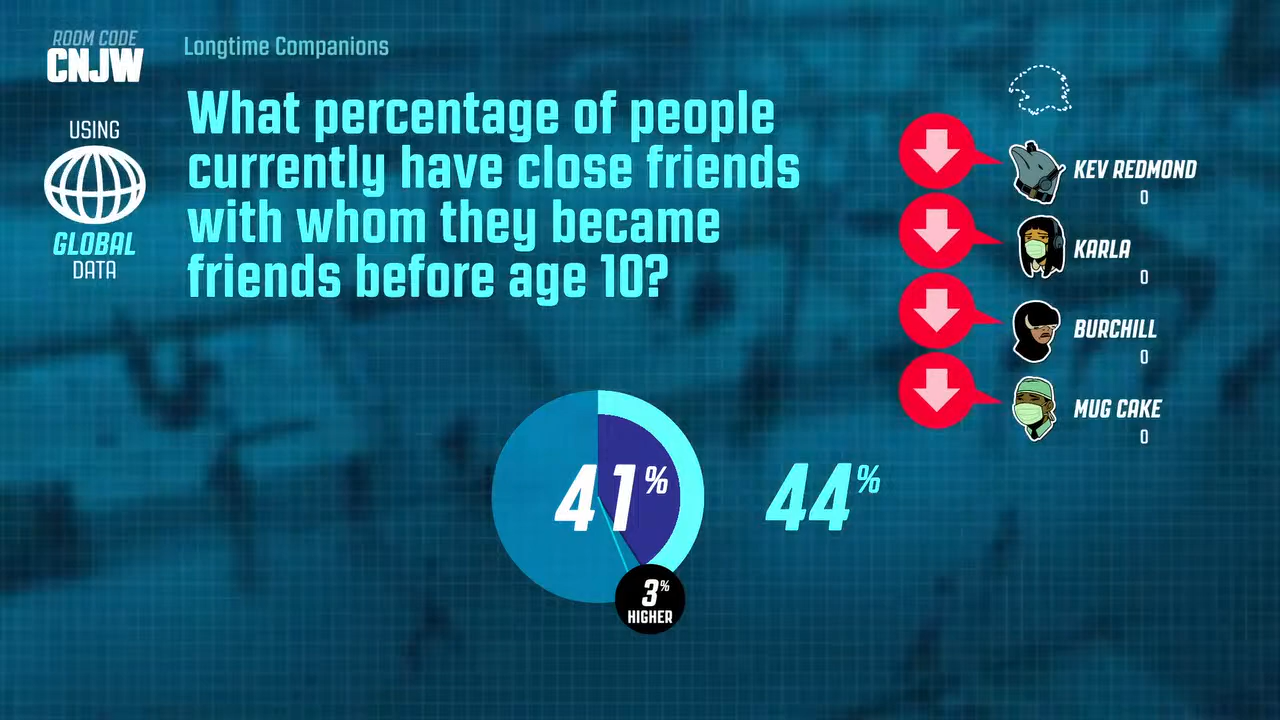 ROOM CODE
CNJW
Longtime Companions
What percentage of people
currently have close friends
with whom they became
friends before age 10?
USING
GLOBAL
DATA
KEV REDMOND
0
KARLA
0
BURCHILL
0
MUG CAKE
0
41%
44%
3%
HIGHER